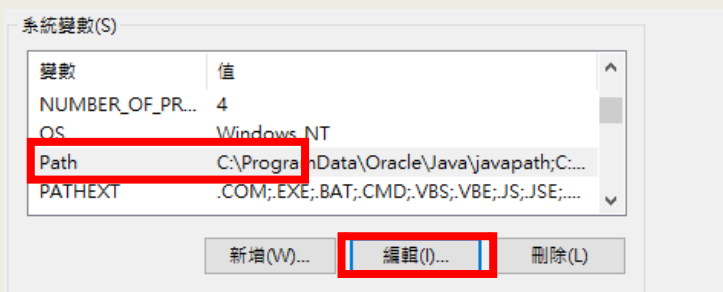 系統變數(S)
變數 值
NUMBER_OF_PR... 4
OS Windows_NT
Path C:\ProgramData\Oracle\Java\javapath;C:...
PATHEXT .COM;.EXE;.BAT;.CMD;.VBS;.VBE;.JS;.JSE;....
新增(W)... 編輯(I)... 刪除(L)